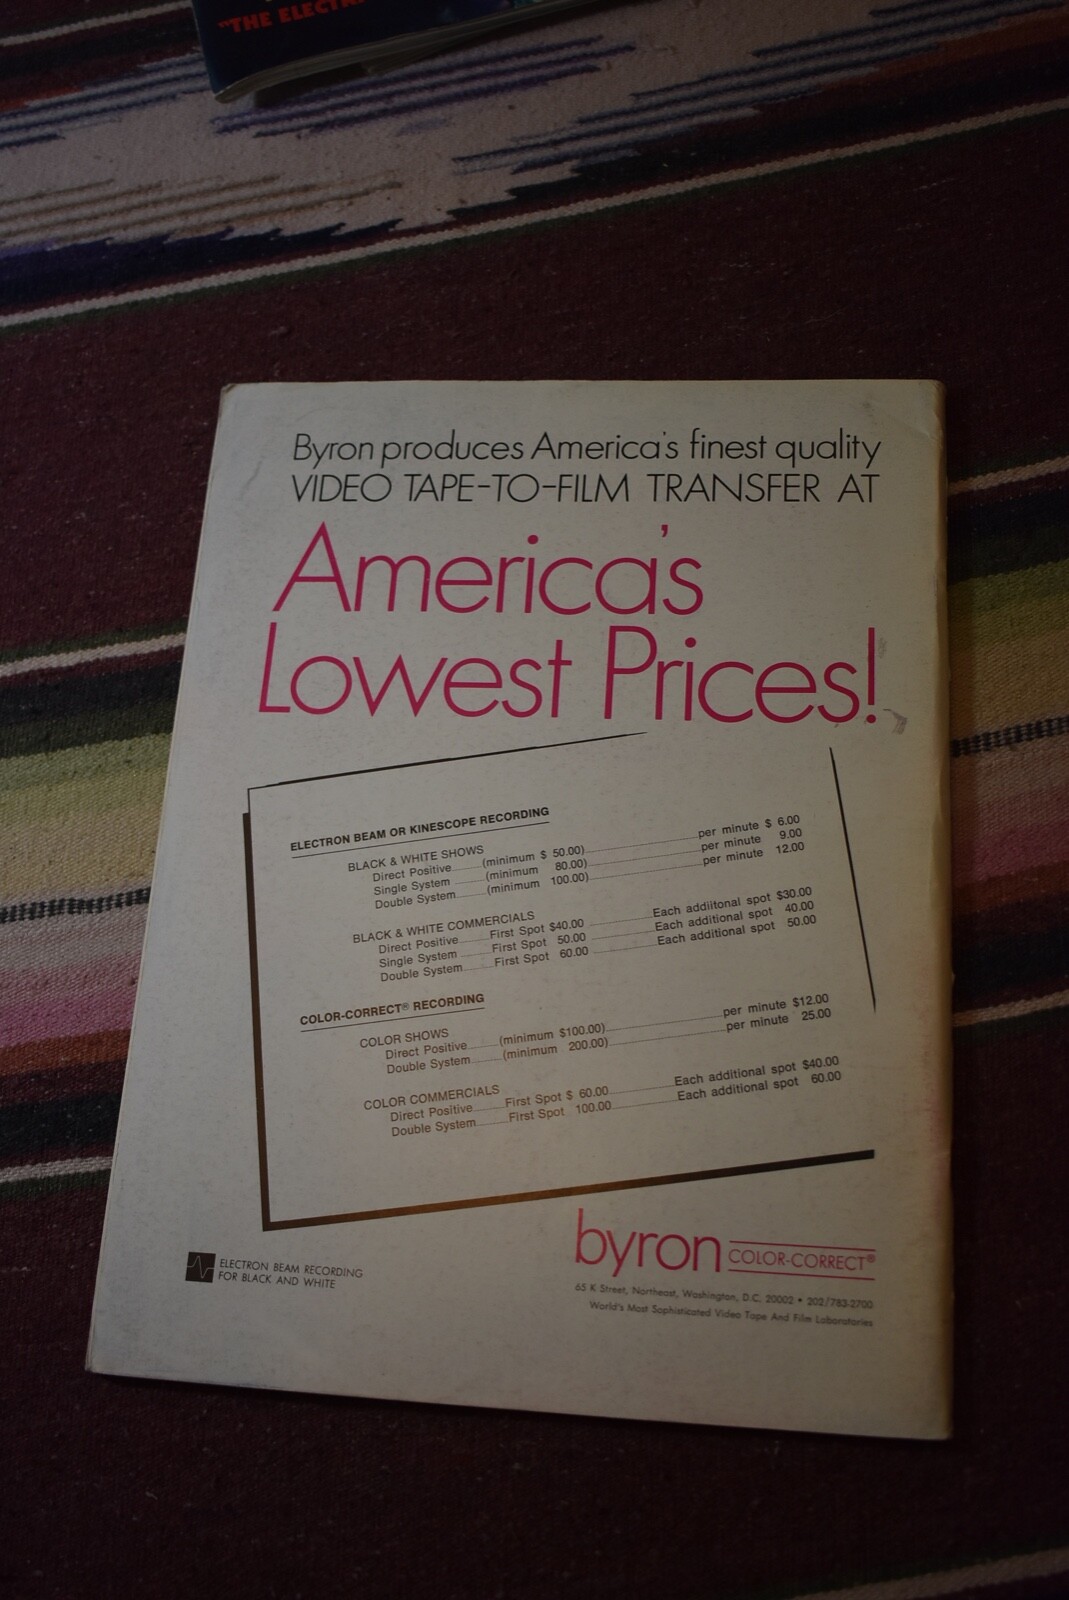 "THE ELECTR
Byron produces America's finest quality
VIDEO TAPE-TO-FILM TRANSFER AT
America's
Lowest Prices!
ELECTRON BEAM OR KINESCOPE RECORDING
BLACK & WHITE SHOWS
Direct Positive (minimum $ 50.00) per minute $ 6.00
Single System (minimum 80.00) per minute 9.00
Double System (minimum 100.00) per minute 12.00
BLACK & WHITE COMMERCIALS
Direct Positive First Spot $40.00 Each addiitonal spot $30.00
Single System First Spot 50.00 Each additional spot 40.00
Double System First Spot 60.00 Each additional spot 50.00
COLOR-CORRECT® RECORDING
COLOR SHOWS
Direct Positive (minimum $100.00) per minute $12.00
Double System (minimum 200.00) per minute 25.00
COLOR COMMERCIALS
Direct Positive First Spot $ 60.00 Each additional spot $40.00
Double System First Spot 100.00 Each additional spot 60.00
byron COLOR-CORRECT®
ELECTRON BEAM RECORDING
FOR BLACK AND WHITE
65 K Street, Northeast, Washington, D.C. 20002 • 202/783-2700
World's Most Sophisticated Video Tape And Film Laboratories